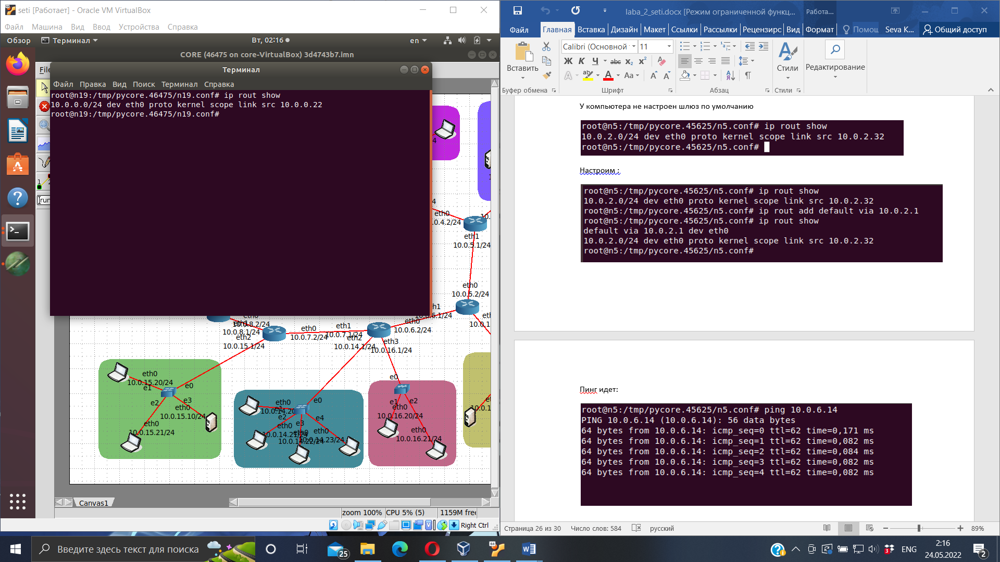 seti [Работает] - Oracle VM VirtualBox
Файл Машина Вид Ввод Устройства Справка
Обзор Терминал Вт, 02:16 en
CORE (46475 on core-VirtualBox) 3d4743b7.imn
File
Терминал
Файл Правка Вид Поиск Терминал Справка
root@n19:/tmp/pycore.46475/n19.conf# ip rout show
10.0.0.0/24 dev eth0 proto kernel scope link src 10.0.0.22
root@n19:/tmp/pycore.46475/n19.conf#
eth0
.0.4.2/24
eth1
10.0.5.1/24
eth0
10.0.5.2/24
eth0
10.0.6.2/24
eth1
10.0.7.1/24
eth0
10.0.7.2/24
10.0.8.2/24
10.0.8.1/24
eth2
10.0.15.1/24
eth2
10.0.14.1/24
eth3
10.0.16.1/24
eth0
10.0.15.20/24
e1
e0
e2
e3
eth0
10.0.15.10/24
eth0
10.0.15.21/24
eth0
e0
e2
e3
e4
eth0
10.0.14.21/24
eth0
10.0.14.23/24
e0
e1
e2
eth0
10.0.16.20/24
eth0
10.0.16.21/24
Canvas1
zoom 100% CPU 5% (5) 1159M free
Right Ctrl
laba_2_seti.docx [Режим ограниченной функц... Работа...
Файл Главная Вставка Дизайн Макет Ссылки Рассылки Рецензирс Вид Формат Помощ Seva K... Общий доступ
Вставить
Calibri (Основной 11
Ж К Ч abc x₂ x²
Стили
Редактирование
Буфер обмена Шрифт Абзац Стили
У компьютера не настроен шлюз по умолчанию
root@n5:/tmp/pycore.45625/n5.conf# ip rout show
10.0.2.0/24 dev eth0 proto kernel scope link src 10.0.2.32
root@n5:/tmp/pycore.45625/n5.conf#
Настроим :
root@n5:/tmp/pycore.45625/n5.conf# ip rout show
10.0.2.0/24 dev eth0 proto kernel scope link src 10.0.2.32
root@n5:/tmp/pycore.45625/n5.conf# ip rout add default via 10.0.2.1
root@n5:/tmp/pycore.45625/n5.conf# ip rout show
default via 10.0.2.1 dev eth0
10.0.2.0/24 dev eth0 proto kernel scope link src 10.0.2.32
root@n5:/tmp/pycore.45625/n5.conf#
Пинг идет:
root@n5:/tmp/pycore.45625/n5.conf# ping 10.0.6.14
PING 10.0.6.14 (10.0.6.14): 56 data bytes
64 bytes from 10.0.6.14: icmp_seq=0 ttl=62 time=0,171 ms
64 bytes from 10.0.6.14: icmp_seq=1 ttl=62 time=0,082 ms
64 bytes from 10.0.6.14: icmp_seq=2 ttl=62 time=0,084 ms
64 bytes from 10.0.6.14: icmp_seq=3 ttl=62 time=0,082 ms
64 bytes from 10.0.6.14: icmp_seq=4 ttl=62 time=0,082 ms
Страница 26 из 30 Число слов: 584 русский 89%
Введите здесь текст для поиска
25
ENG
2:16
24.05.2022
2